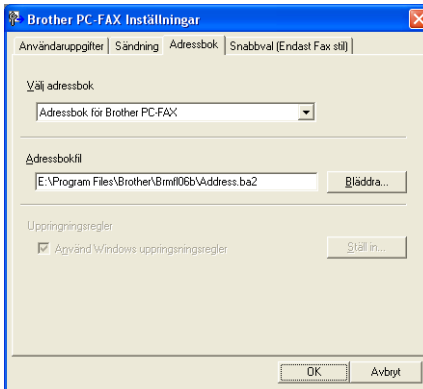 Brother PC-FAX Inställningar
Användaruppgifter Sändning Adressbok Snabbval (Endast Fax stil)
Välj adressbok
Adressbok för Brother PC-FAX
Adressbokfil
E:\Program Files\Brother\Brmfl06b\Address.ba2 Bläddra...
Uppringningsregler
Använd Windows uppringsningsregler Ställ in...
OK Avbryt